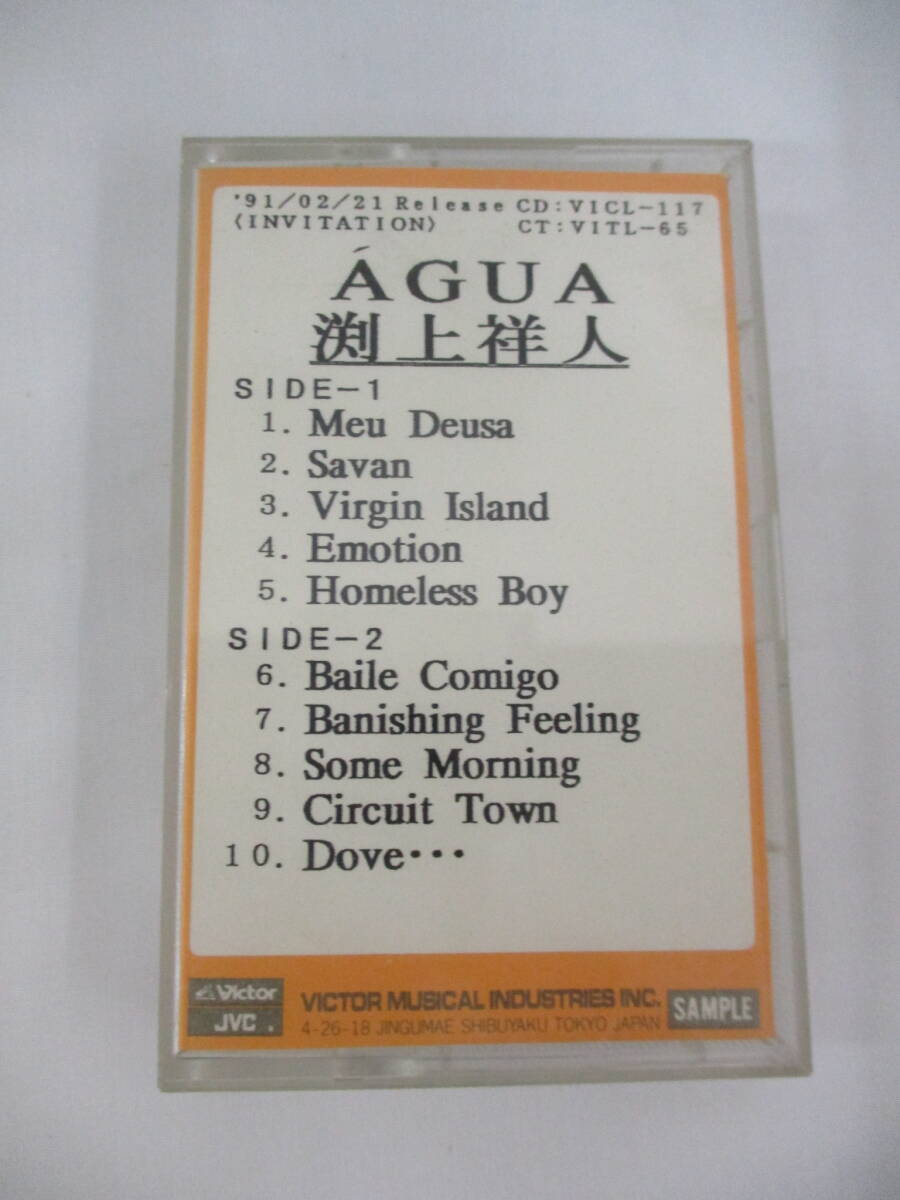 '91/02/21 Release CD:VICL-117
〈INVITATION〉 CT:VITL-65
ÁGUA
渕上祥人
SIDE-1
1. Meu Deusa
2. Savan
3. Virgin Island
4. Emotion
5. Homeless Boy
SIDE-2
6. Baile Comigo
7. Banishing Feeling
8. Some Morning
9. Circuit Town
10. Dove･･･
Victor
JVC.
VICTOR MUSICAL INDUSTRIES INC.
4-26-18 JINGUMAE SHIBUYAKU TOKYO JAPAN
SAMPLE